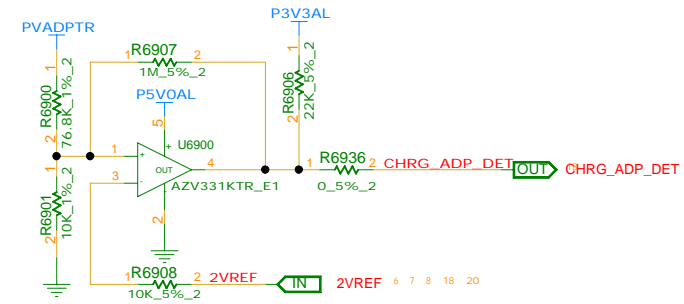 P3V3AL
PVADPTR
R6907
1 2
1M_5%_2
1
R6906
22K_5%_2
2
1
R6900
76.8K_1%_2
2
P5V0AL
5
U6900
+
1
+
OUT
4
3
-
-
AZV331KTR_E1
2
1
R6936
2
0_5%_2
CHRG_ADP_DET
OUT
CHRG_ADP_DET
1
R6901
10K_1%_2
2
R6908
1 2
10K_5%_2
2VREF
IN
2VREF
6 7 8 18 20